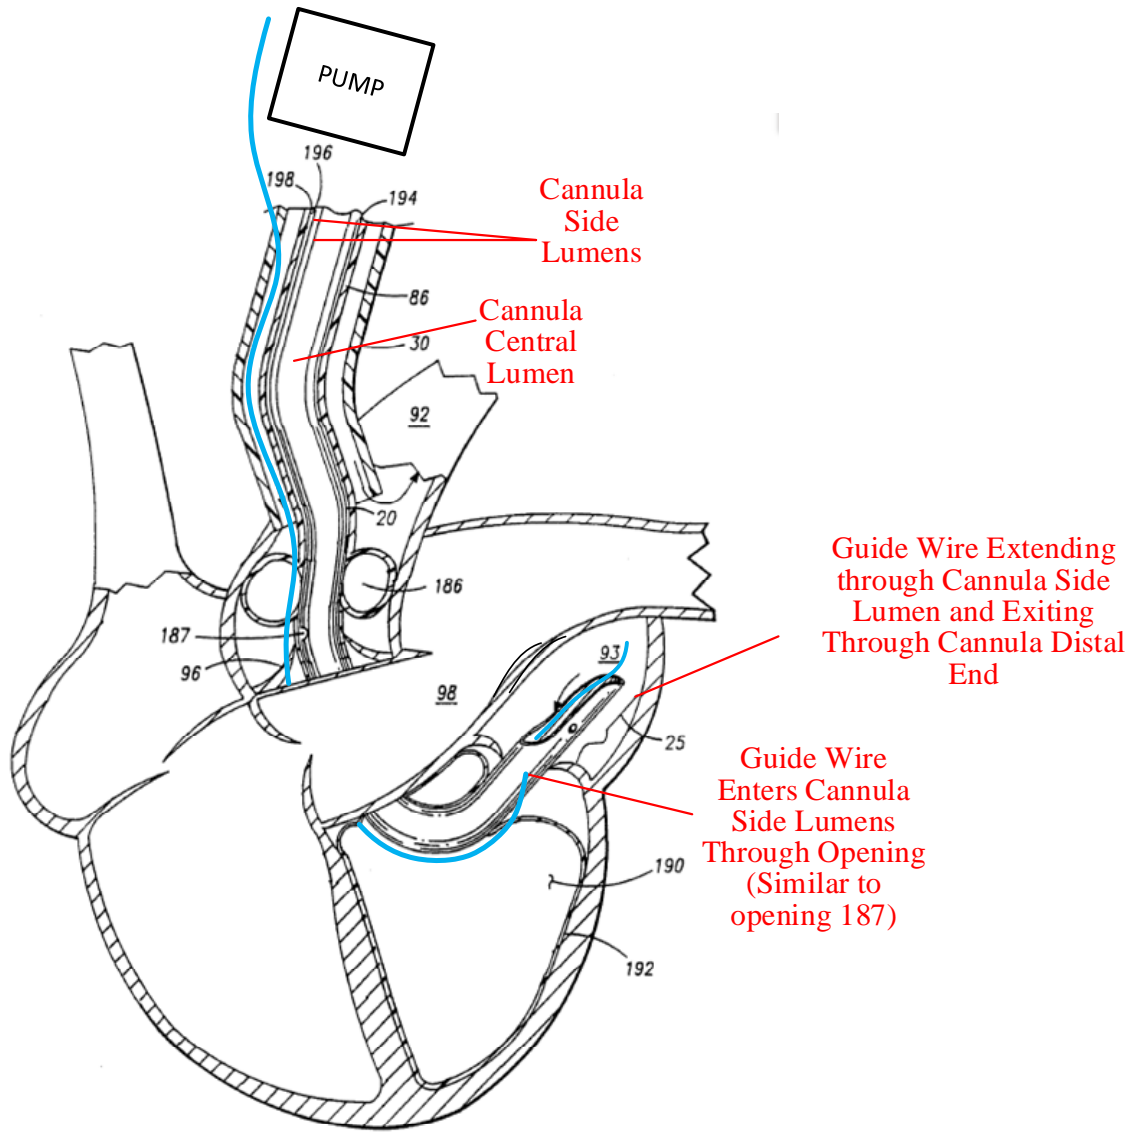 PUMP
196
198
194
Cannula
Side
Lumens
86
Cannula
Central
Lumen
30
92
20
Guide Wire Extending
through Cannula Side
Lumen and Exiting
Through Cannula Distal
End
186
187
96
93
98
25
Guide Wire
Enters Cannula
Side Lumens
Through Opening
(Similar to
opening 187)
190
192